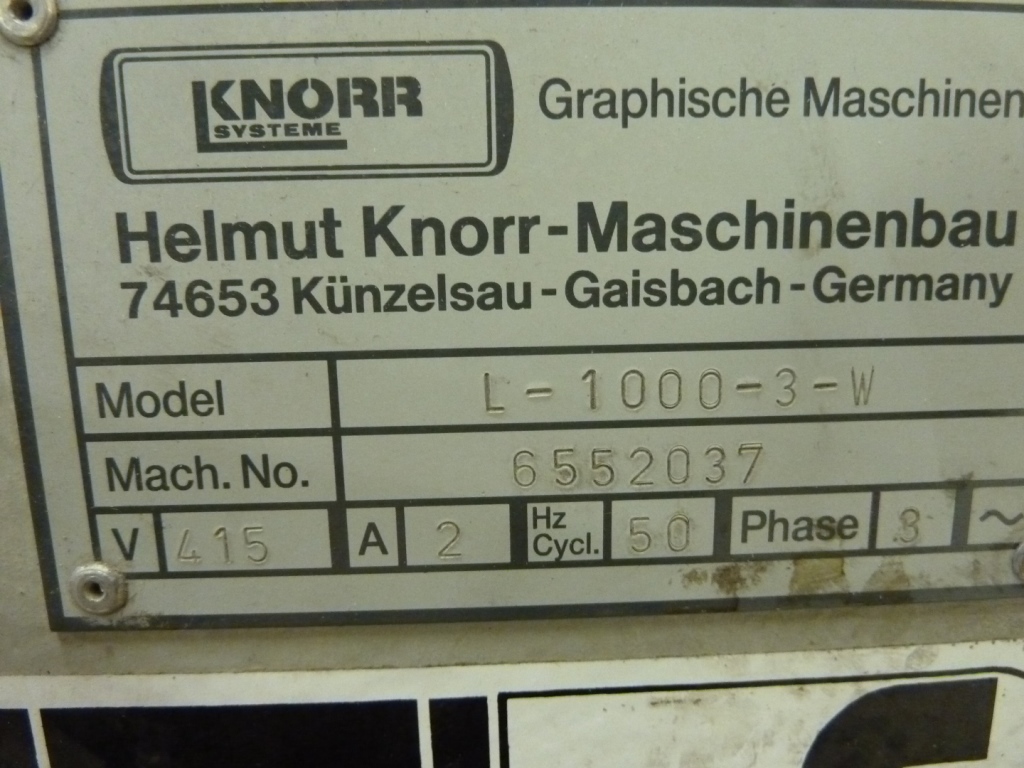 KNORR
SYSTEME
Graphische Maschinen
Helmut Knorr-Maschinenbau
74653 Künzelsau-Gaisbach-Germany
Model L-1000-3-W
Mach. No. 6552037
V 415 A 2 Hz Cycl. 50 Phase 3 ~